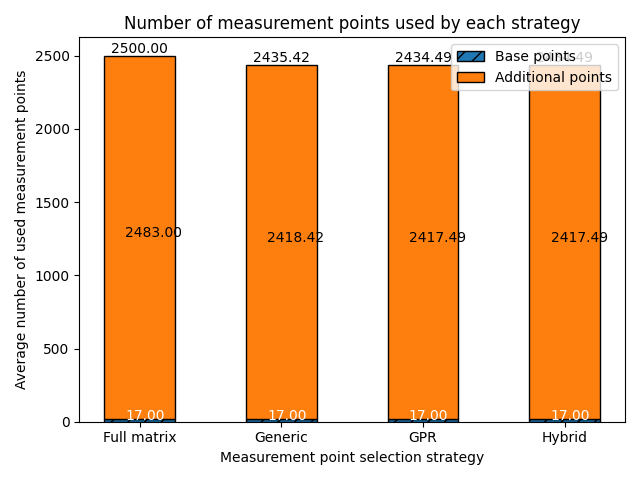 Number of measurement points used by each strategy
Average number of used measurement points
2500
2000
1500
1000
500
0
2500.00
2435.42
2434.49
2434.49
Base points
Additional points
2483.00
2418.42
2417.49
2417.49
17.00
17.00
17.00
17.00
Full matrix
Generic
GPR
Hybrid
Measurement point selection strategy